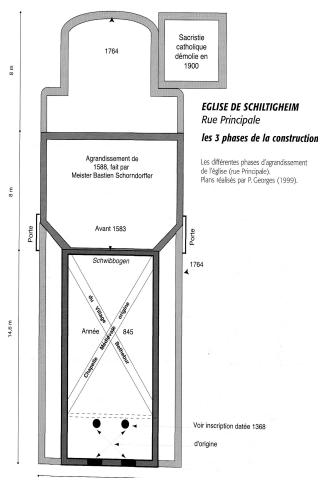 1764
Sacristie
catholique
démolie en
1900
8 m
EGLISE DE SCHILTIGHEIM
Rue Principale
les 3 phases de la construction
Agrandissement de
1588, fait par
Meister Bastien Schorndorffer
Les différentes phases d'agrandissement
de l'église (rue Principale).
Plans réalisés par P. Georges (1999).
8 m
Porte
Avant 1583
Porte
Schwibbogen
1764
du Village
origine
Année
845
Chapelle Médiévale
14,6 m
Voir inscription datée 1368
d'origine